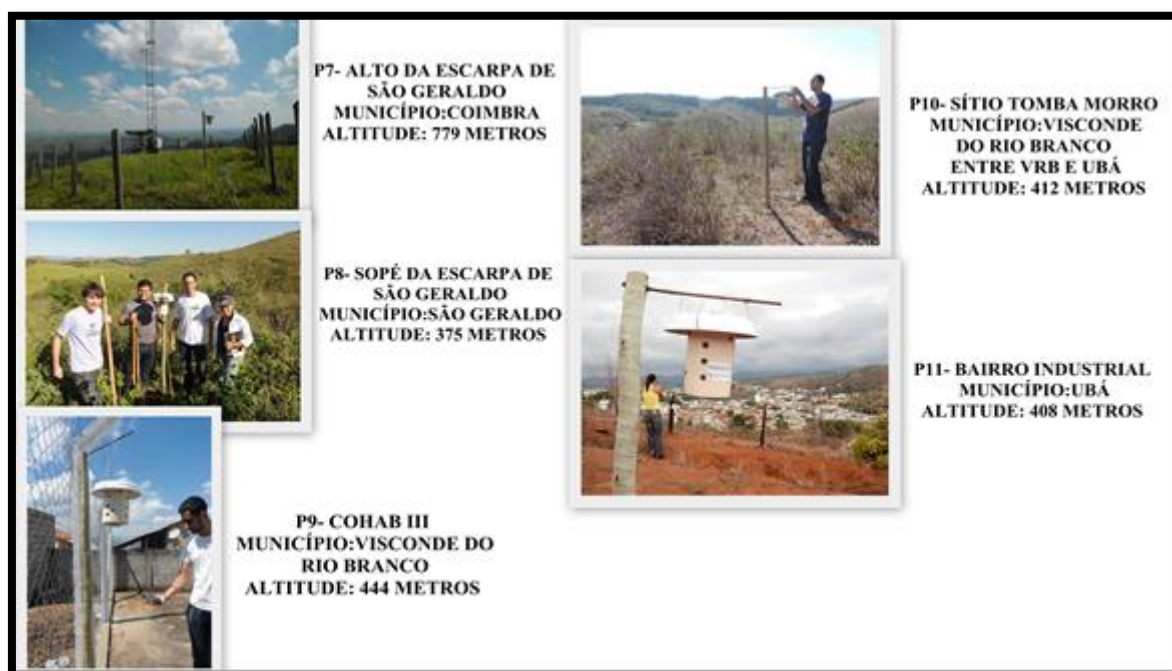 P7- ALTO DA ESCARPA DE
SÃO GERALDO
MUNICÍPIO:COIMBRA
ALTITUDE: 779 METROS
P8- SOPÉ DA ESCARPA DE
SÃO GERALDO
MUNICÍPIO:SÃO GERALDO
ALTITUDE: 375 METROS
P9- COHAB III
MUNICÍPIO:VISCONDE DO
RIO BRANCO
ALTITUDE: 444 METROS
P10- SÍTIO TOMBA MORRO
MUNICÍPIO:VISCONDE
DO RIO BRANCO
ENTRE VRB E UBÁ
ALTITUDE: 412 METROS
P11- BAIRRO INDUSTRIAL
MUNICÍPIO:UBÁ
ALTITUDE: 408 METROS